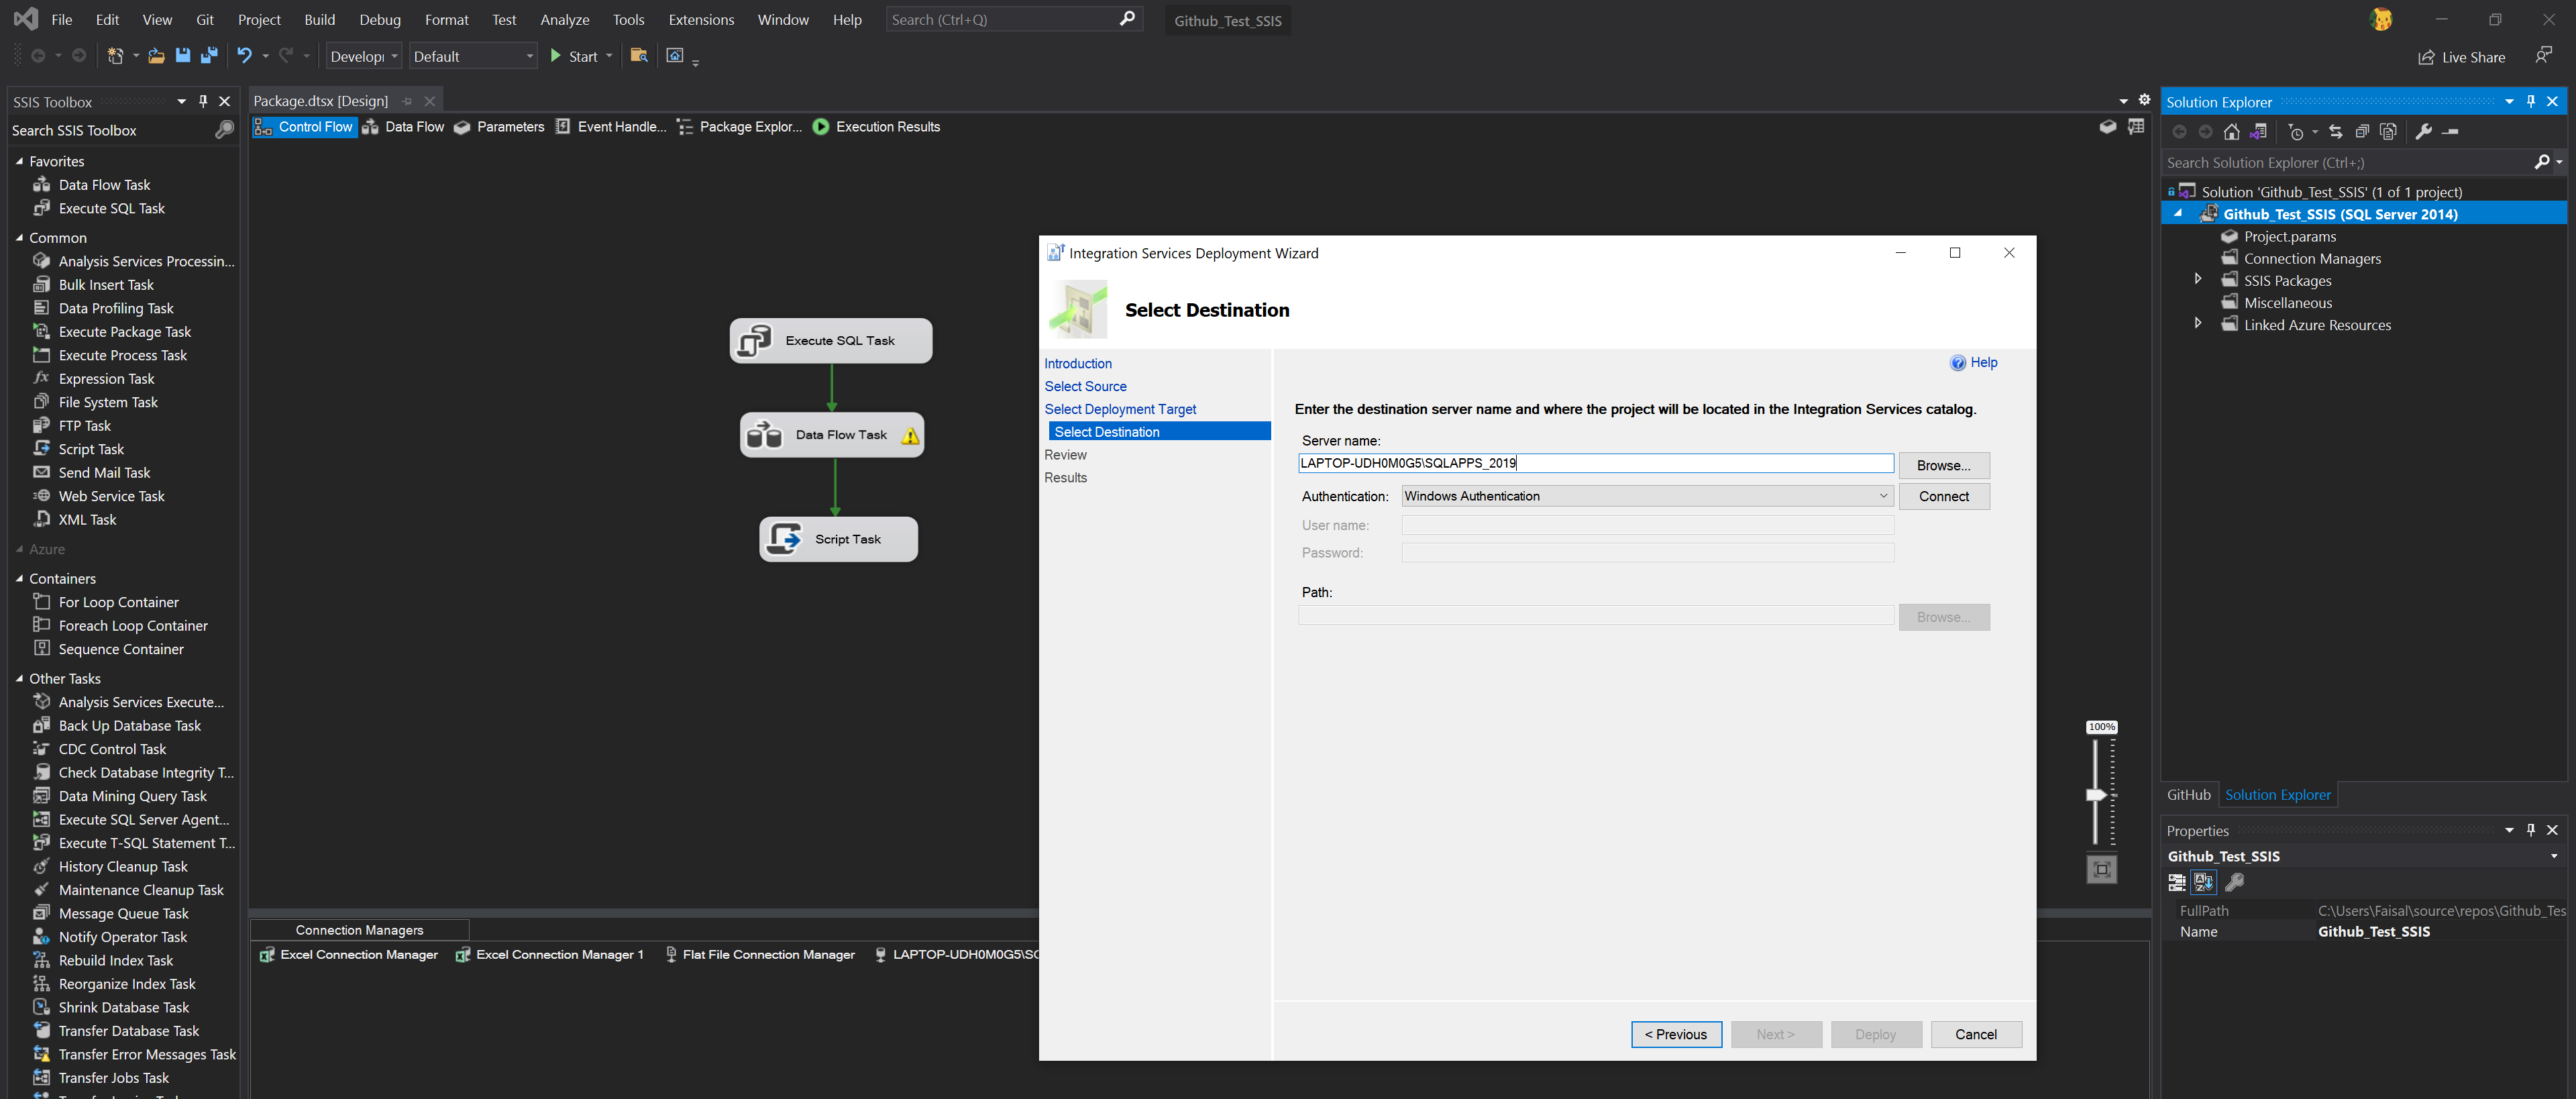 File Edit View Git Project Build Debug Format Test Analyze Tools Extensions Window Help Search (Ctrl+Q) Github_Test_SSIS
Develop Default Start Live Share
SSIS Toolbox
Search SSIS Toolbox
Favorites
Data Flow Task
Execute SQL Task
Common
Analysis Services Processin...
Bulk Insert Task
Data Profiling Task
Execute Package Task
Execute Process Task
Expression Task
File System Task
FTP Task
Script Task
Send Mail Task
Web Service Task
XML Task
Azure
Containers
For Loop Container
Foreach Loop Container
Sequence Container
Other Tasks
Analysis Services Execute...
Back Up Database Task
CDC Control Task
Check Database Integrity T...
Data Mining Query Task
Execute SQL Server Agent...
Execute T-SQL Statement T...
History Cleanup Task
Maintenance Cleanup Task
Message Queue Task
Notify Operator Task
Rebuild Index Task
Reorganize Index Task
Shrink Database Task
Transfer Database Task
Transfer Error Messages Task
Transfer Jobs Task
Package.dtsx [Design]
Control Flow Data Flow Parameters Event Handle... Package Explor... Execution Results
Execute SQL Task
Data Flow Task
Script Task
100%
Connection Managers
Excel Connection Manager Excel Connection Manager 1 Flat File Connection Manager LAPTOP-UDH0M0G5\SC
Integration Services Deployment Wizard
Select Destination
Introduction
Select Source
Select Deployment Target
Select Destination
Review
Results
Help
Enter the destination server name and where the project will be located in the Integration Services catalog.
Server name:
LAPTOP-UDH0M0G5\SQLAPPS_2019 Browse...
Authentication: Windows Authentication Connect
User name:
Password:
Path:
Browse...
< Previous Next > Deploy Cancel
Solution Explorer
Search Solution Explorer (Ctrl+;)
Solution 'Github_Test_SSIS' (1 of 1 project)
Github_Test_SSIS (SQL Server 2014)
Project.params
Connection Managers
SSIS Packages
Miscellaneous
Linked Azure Resources
GitHub Solution Explorer
Properties
Github_Test_SSIS
FullPath C:\Users\Faisal\source\repos\Github_Tes
Name Github_Test_SSIS